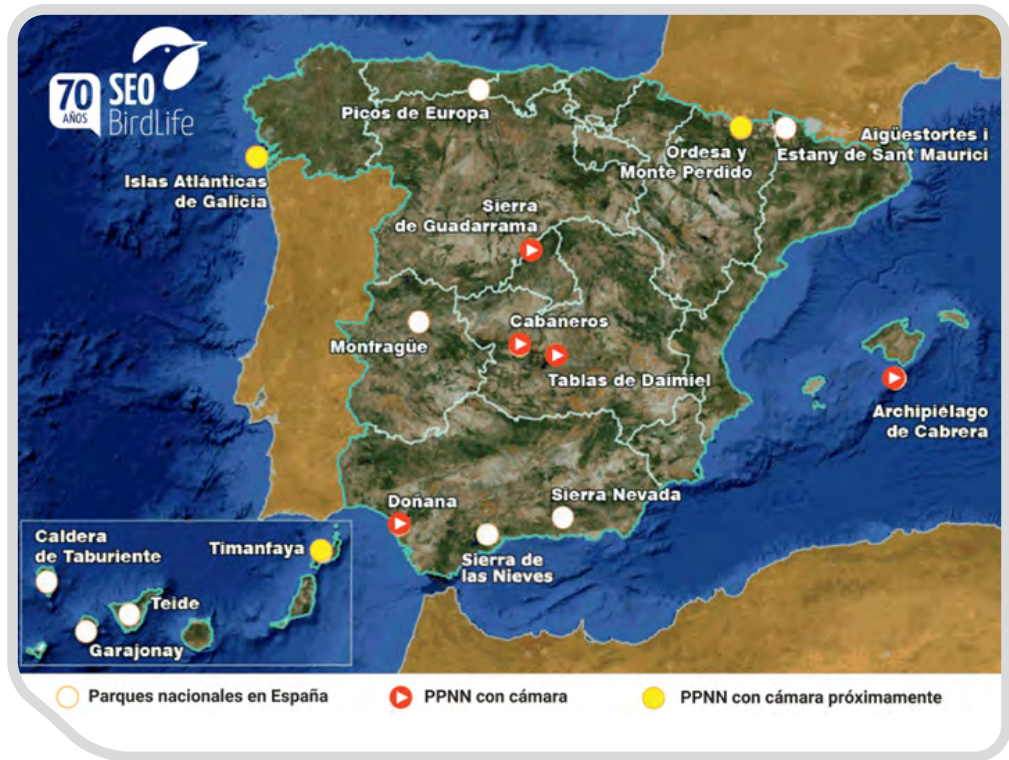 70
AÑOS
SEO
BirdLife
Picos de Europa
Aigüestortes i
Estany de Sant Maurici
Ordesa y
Monte Perdido
Islas Atlánticas
de Galicia
Sierra
de Guadarrama
Cabañeros
Monfragüe
Tablas de Daimiel
Archipiélago
de Cabrera
Doñana
Sierra Nevada
Sierra de
las Nieves
Caldera
de Taburiente
Timanfaya
Teide
Garajonay
Parques nacionales en España
PPNN con cámara
PPNN con cámara próximamente